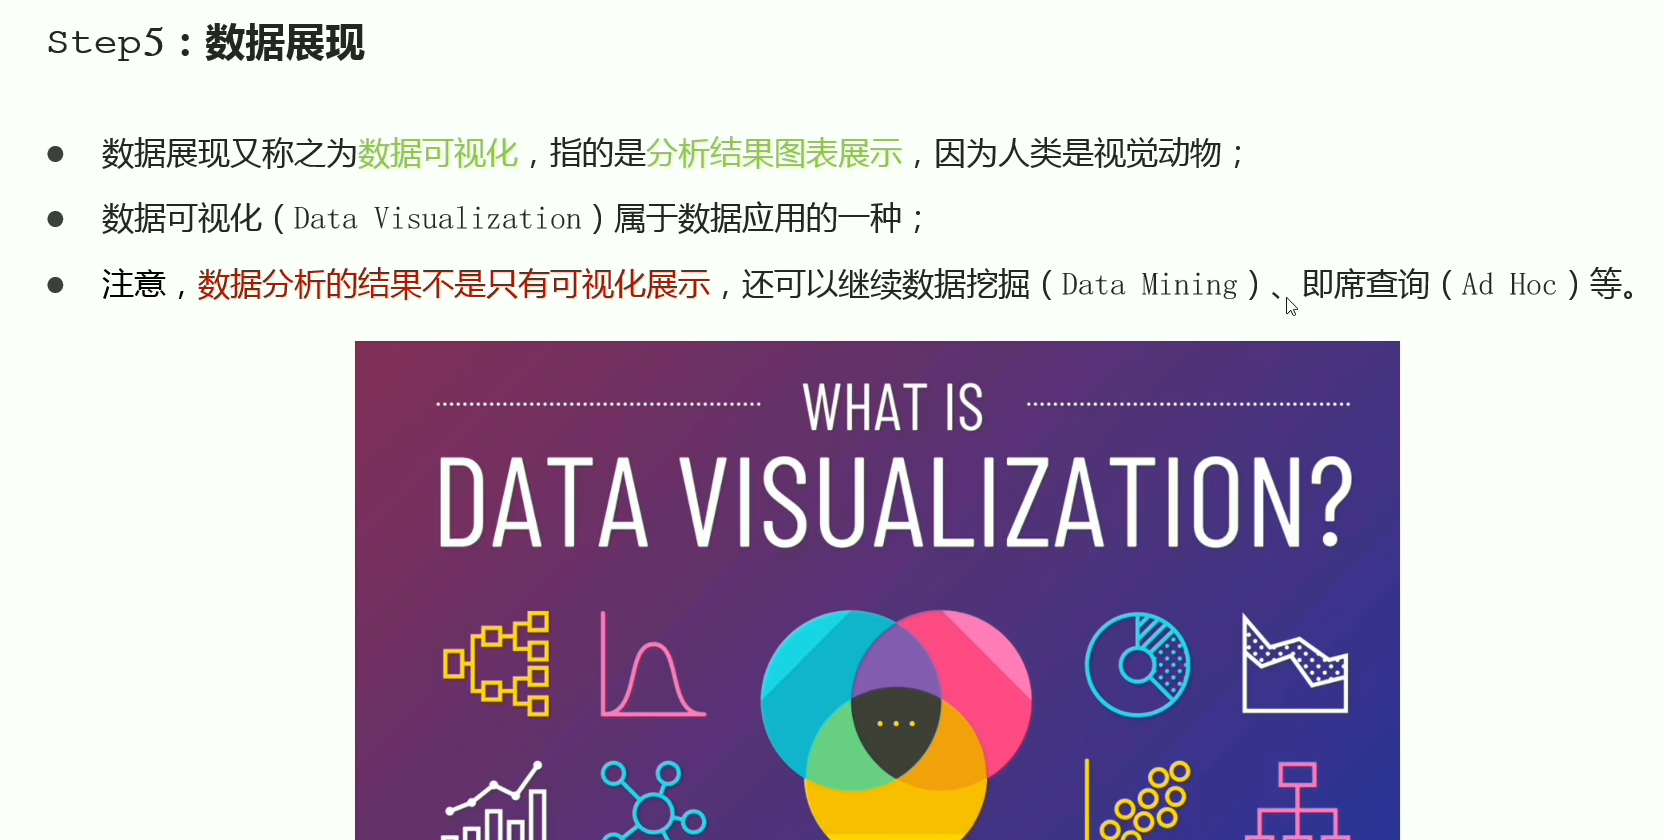 Step5：数据展现
数据展现又称之为数据可视化，指的是分析结果图表展示，因为人类是视觉动物；
数据可视化（Data Visualization）属于数据应用的一种；
注意，数据分析的结果不是只有可视化展示，还可以继续数据挖掘（Data Mining）、即席查询（Ad Hoc）等。
WHAT IS
DATA VISUALIZATION?